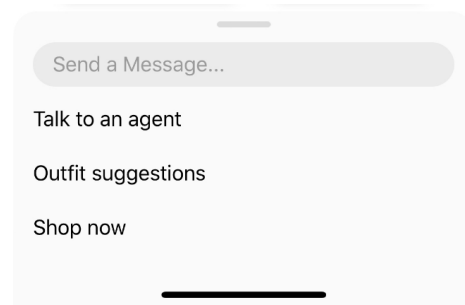 Send a Message...
Talk to an agent
Outfit suggestions
Shop now